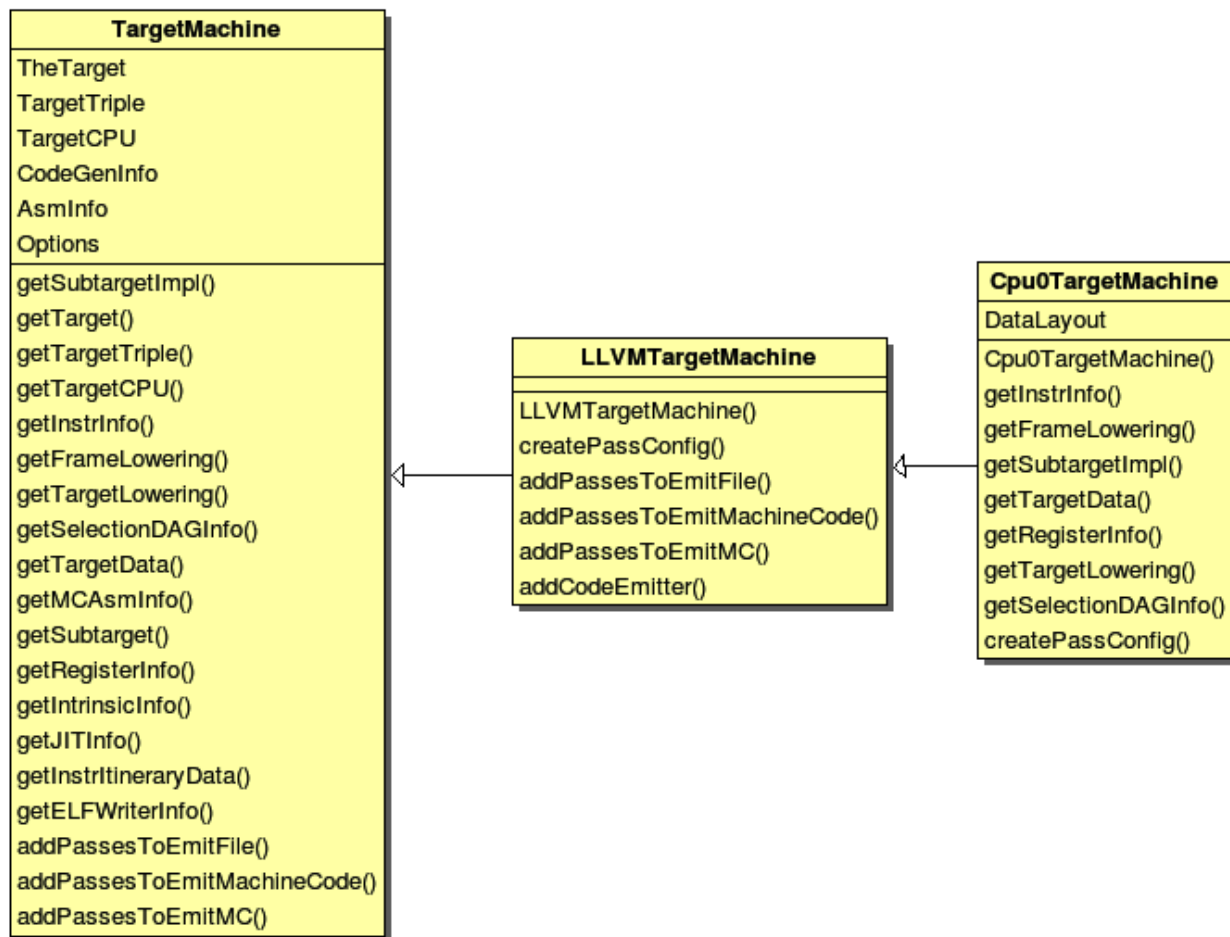 TargetMachine
TheTarget
TargetTriple
TargetCPU
CodeGenInfo
AsmInfo
Options
getSubtargetImpl()
getTarget()
getTargetTriple()
getTargetCPU()
getInstrInfo()
getFrameLowering()
getTargetLowering()
getSelectionDAGInfo()
getTargetData()
getMCAsmInfo()
getSubtarget()
getRegisterInfo()
getIntrinsicInfo()
getJITInfo()
getInstrItineraryData()
getELFWriterInfo()
addPassesToEmitFile()
addPassesToEmitMachineCode()
addPassesToEmitMC()
LLVMTargetMachine
LLVMTargetMachine()
createPassConfig()
addPassesToEmitFile()
addPassesToEmitMachineCode()
addPassesToEmitMC()
addCodeEmitter()
Cpu0TargetMachine
DataLayout
Cpu0TargetMachine()
getInstrInfo()
getFrameLowering()
getSubtargetImpl()
getTargetData()
getRegisterInfo()
getTargetLowering()
getSelectionDAGInfo()
createPassConfig()